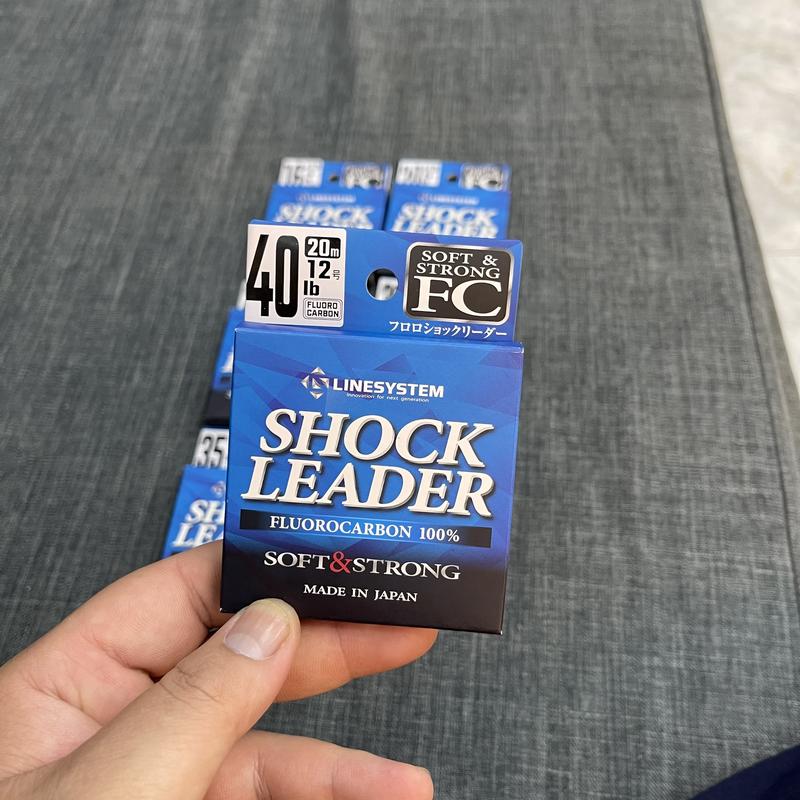 FC
FC
SHOCK
LEADER
SHOCK
LEADER
40
20m
12号
lb
FLUORO
CARBON
SOFT &
STRONG
FC
フロロショックリーダー
LINESYSTEM
Innovation for next generation
SHOCK
LEADER
FLUOROCARBON 100%
SOFT&STRONG
MADE IN JAPAN
35